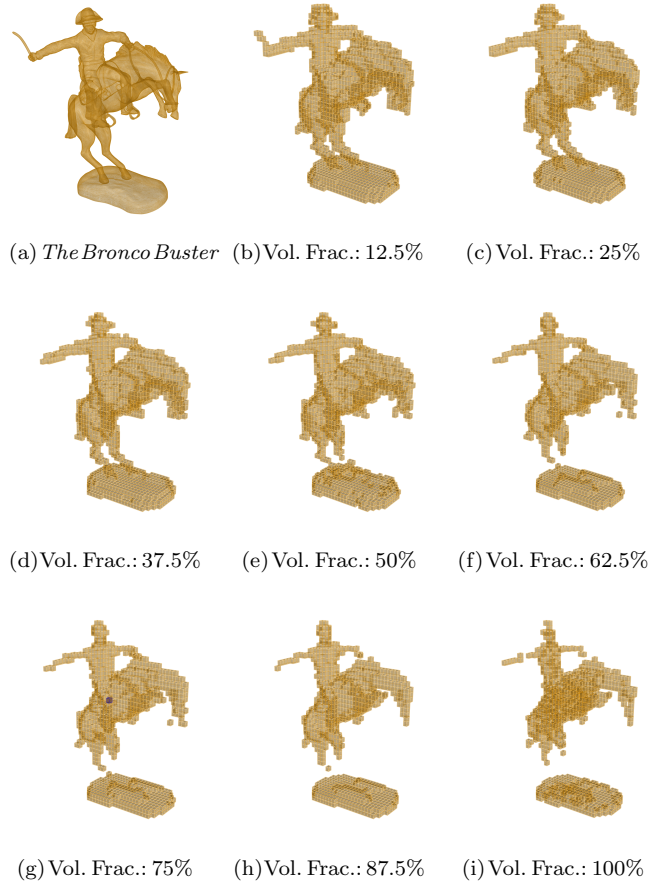 (a) The Bronco Buster (b) Vol. Frac.: 12.5% (c) Vol. Frac.: 25%
(d) Vol. Frac.: 37.5% (e) Vol. Frac.: 50% (f) Vol. Frac.: 62.5%
(g) Vol. Frac.: 75% (h) Vol. Frac.: 87.5% (i) Vol. Frac.: 100%